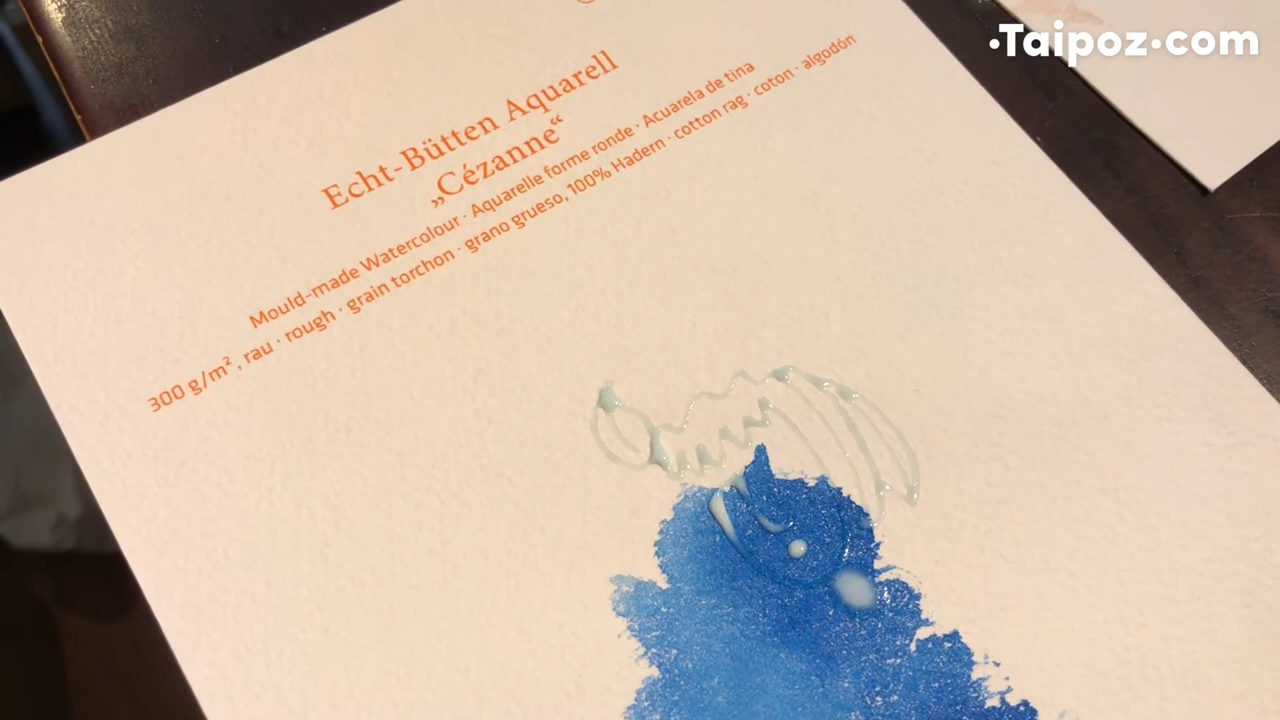 •Taipoz•com
Echt-Bütten Aquarell
„Cézanne“
Mould-made Watercolour · Aquarelle forme ronde · Acuarela de tina
300 g/m², rau · rough · grain torchon · grano grueso, 100% Hadern · cotton rag · coton · algodón